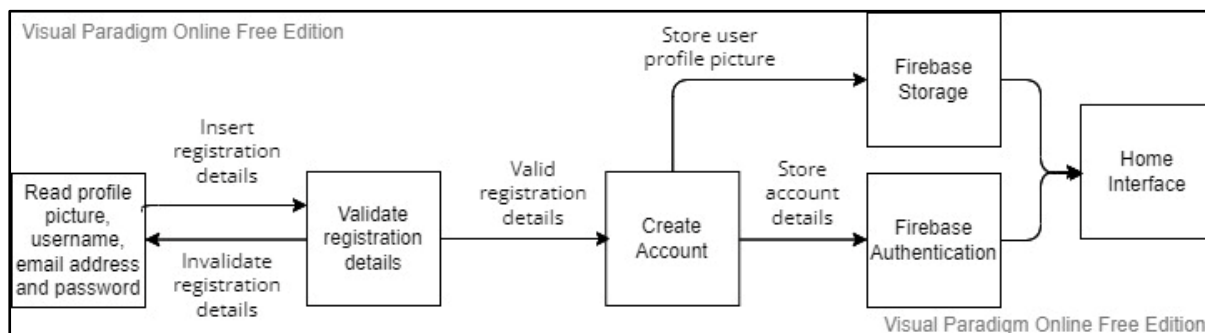 Visual Paradigm Online Free Edition
Store user
profile picture
Firebase
Storage
Insert
registration
details
Home
Interface
Read profile
picture,
username,
email address
and password
Validate
registration
details
Valid
registration
details
Create
Account
Store
account
details
Firebase
Authentication
Invalidate
registration
details
Visual Paradigm Online Free Edition